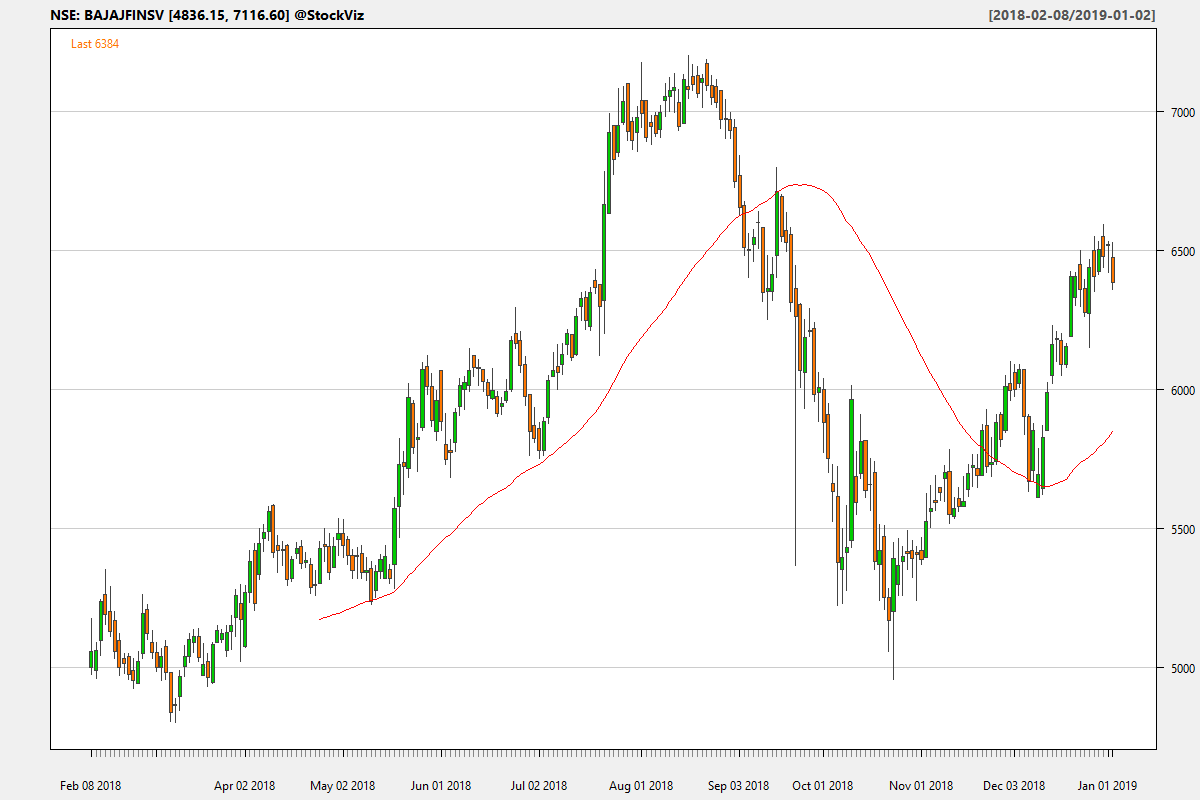 NSE: BAJAJFINSV [4836.15, 7116.60] @StockViz
[2018-02-08/2019-01-02]
Last 6384
7000
6500
6000
5500
5000
Feb 08 2018 Apr 02 2018 May 02 2018 Jun 01 2018 Jul 02 2018 Aug 01 2018 Sep 03 2018 Oct 01 2018 Nov 01 2018 Dec 03 2018 Jan 01 2019